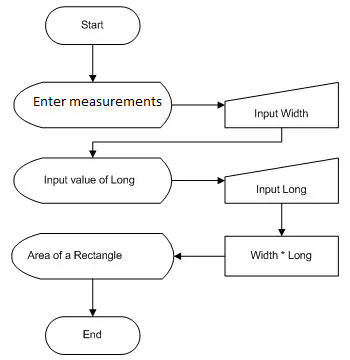 Start
Enter measurements
Input Width
Input value of Long
Input Long
Width * Long
Area of a Rectangle
End